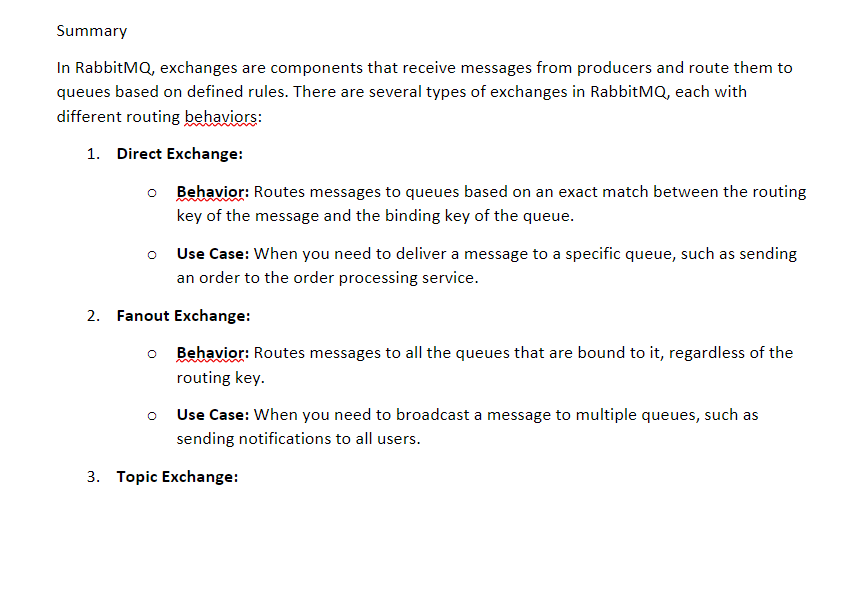 Summary
In RabbitMQ, exchanges are components that receive messages from producers and route them to
queues based on defined rules. There are several types of exchanges in RabbitMQ, each with
different routing behaviors:
1. Direct Exchange:
o Behavior: Routes messages to queues based on an exact match between the routing
key of the message and the binding key of the queue.
o Use Case: When you need to deliver a message to a specific queue, such as sending
an order to the order processing service.
2. Fanout Exchange:
o Behavior: Routes messages to all the queues that are bound to it, regardless of the
routing key.
o Use Case: When you need to broadcast a message to multiple queues, such as
sending notifications to all users.
3. Topic Exchange: